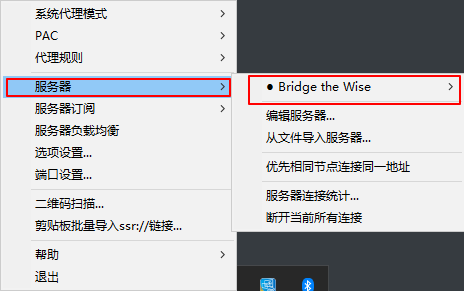 系统代理模式
PAC
代理规则
服务器
服务器订阅
服务器负载均衡
选项设置...
端口设置...
二维码扫描...
剪贴板批量导入ssr://链接...
帮助
退出
● Bridge the Wise
编辑服务器...
从文件导入服务器...
优先相同节点连接同一地址
服务器连接统计...
断开当前所有连接